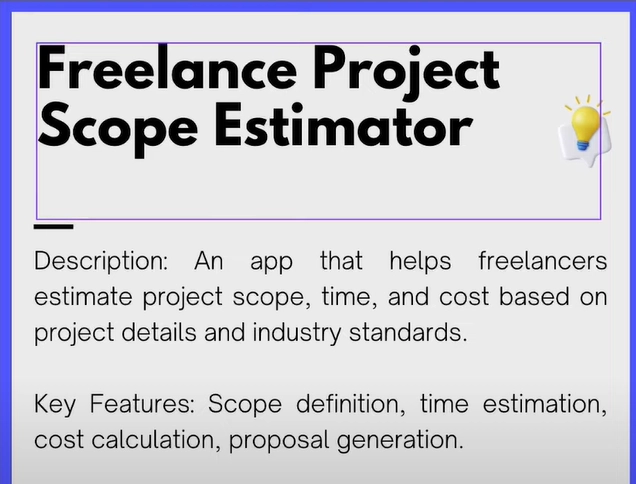 Freelance Project
Scope Estimator
Description: An app that helps freelancers
estimate project scope, time, and cost based on
project details and industry standards.
Key Features: Scope definition, time estimation,
cost calculation, proposal generation.